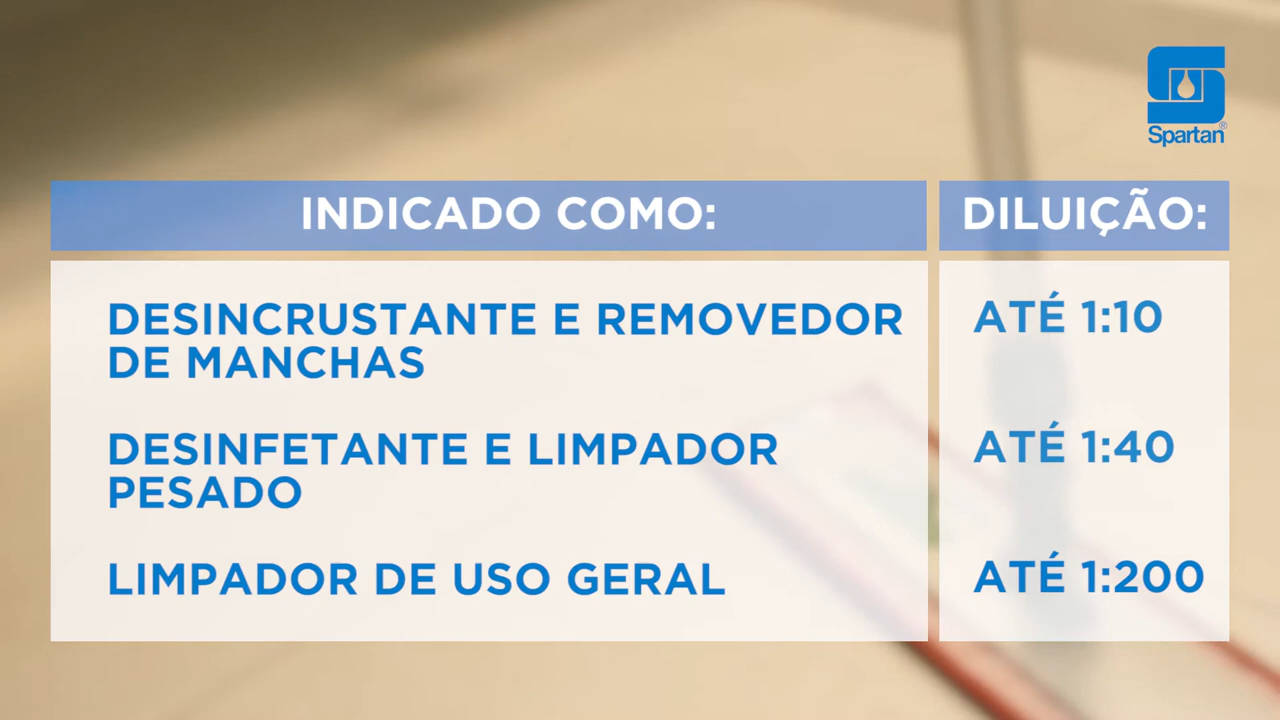 Spartan®
INDICADO COMO:
DILUIÇÃO:
DESINCRUSTANTE E REMOVEDOR
DE MANCHAS
ATÉ 1:10
DESINFETANTE E LIMPADOR
PESADO
ATÉ 1:40
LIMPADOR DE USO GERAL
ATÉ 1:200